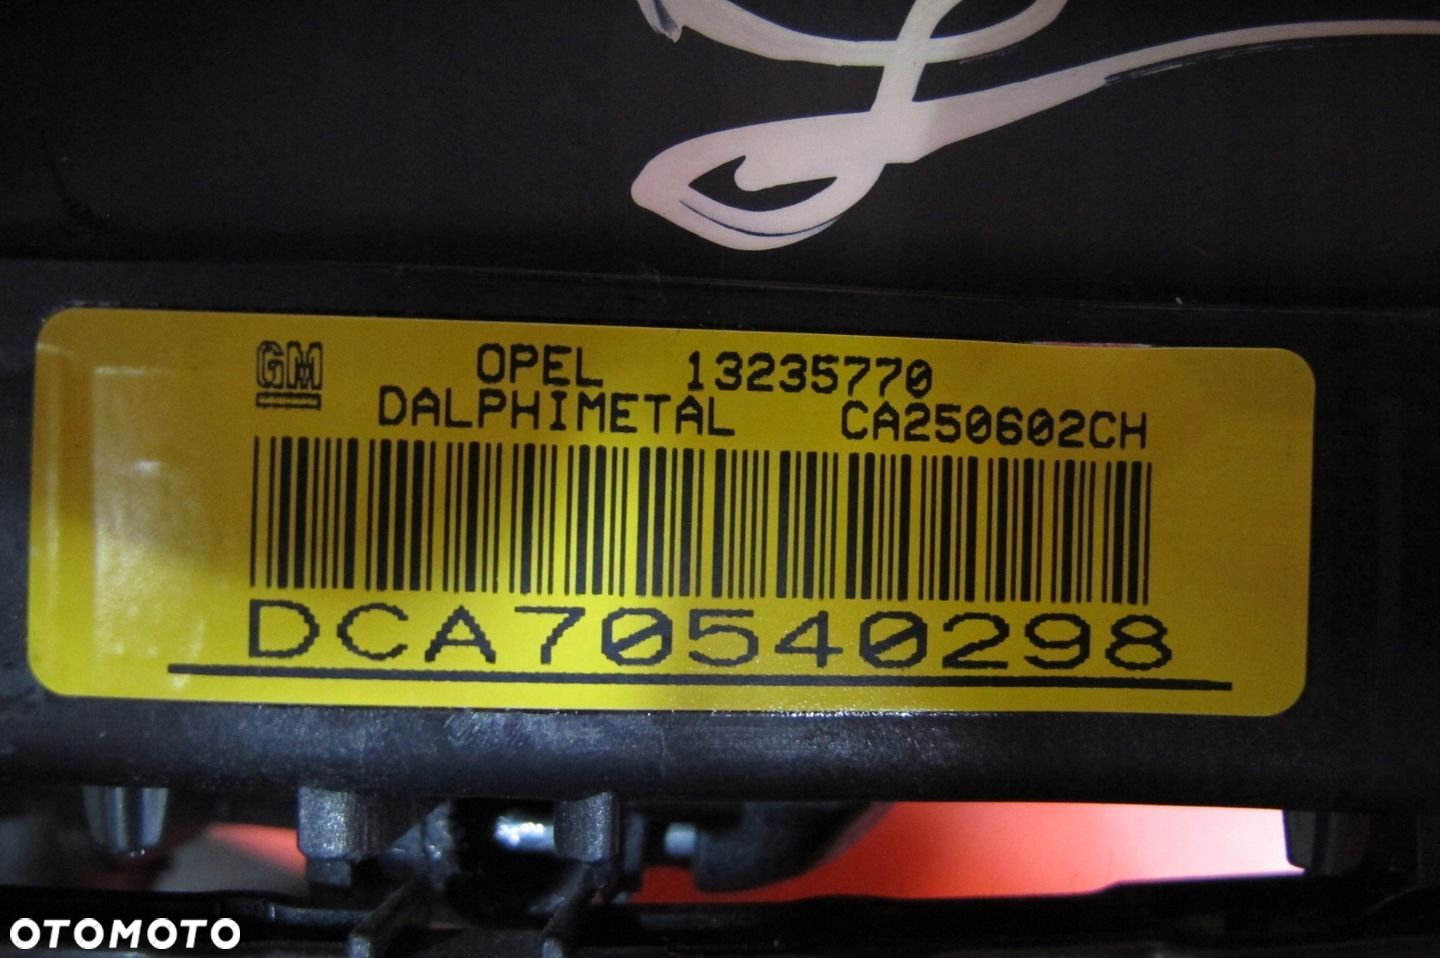 GM OPEL 13235770
DALPHIMETAL CA250602CH
DCA70540298
OTOMOTO